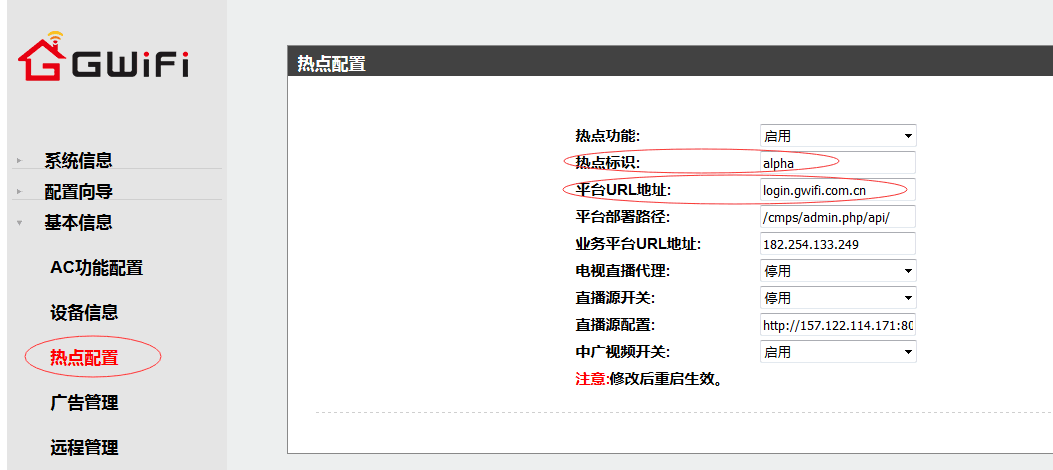 GWiFi
系统信息
配置向导
基本信息
AC功能配置
设备信息
热点配置
广告管理
远程管理
热点配置
热点功能: 启用
热点标识: alpha
平台URL地址: login.gwifi.com.cn
平台部署路径: /cmps/admin.php/api/
业务平台URL地址: 182.254.133.249
电视直播代理: 停用
直播源开关: 停用
直播源配置: http://157.122.114.171:80
中广视频开关: 启用
注意:修改后重启生效。